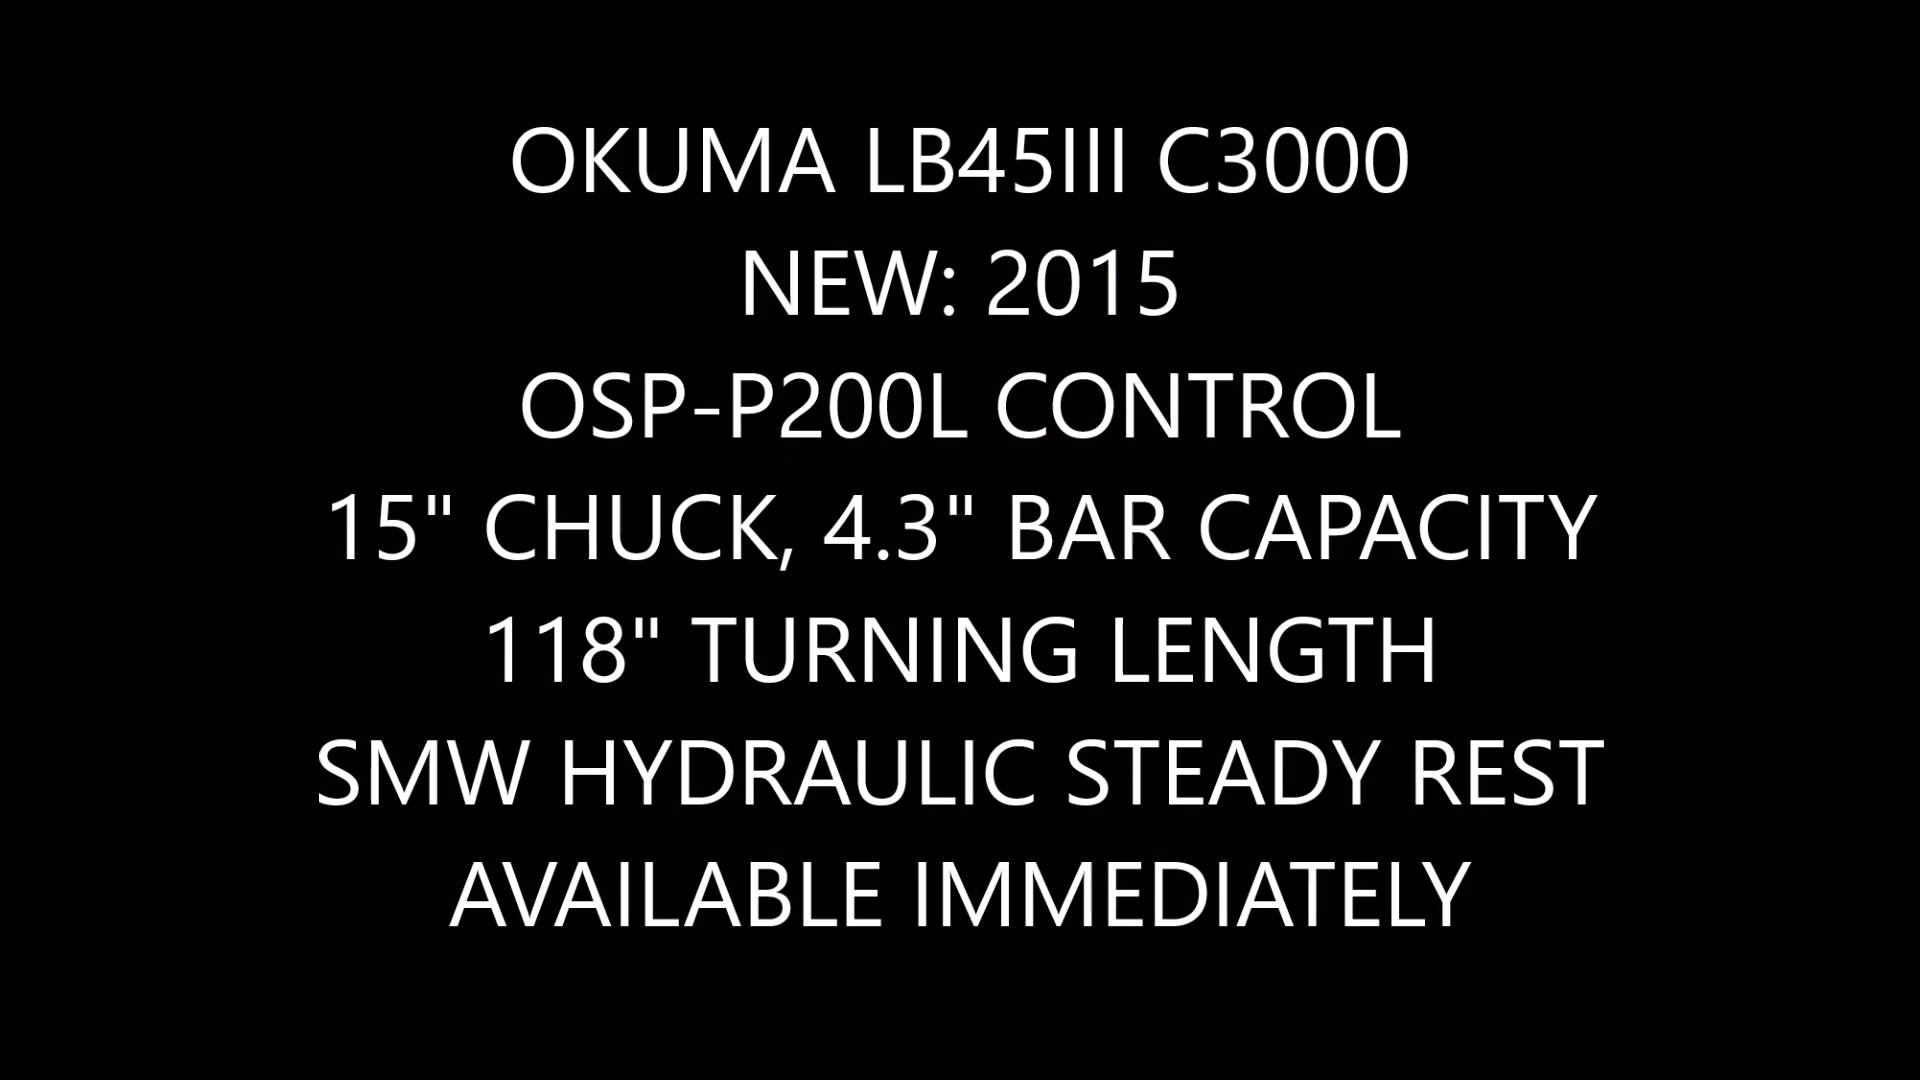 OKUMA LB45III C3000
NEW: 2015
OSP-P200L CONTROL
15" CHUCK, 4.3" BAR CAPACITY
118" TURNING LENGTH
SMW HYDRAULIC STEADY REST
AVAILABLE IMMEDIATELY